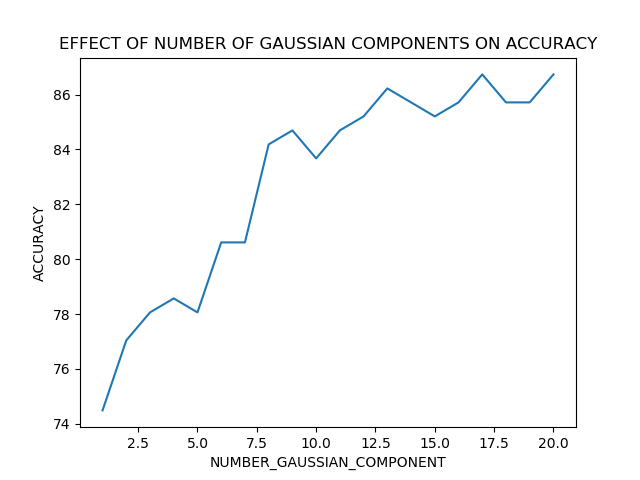 EFFECT OF NUMBER OF GAUSSIAN COMPONENTS ON ACCURACY
86
84
82
80
78
76
74
ACCURACY
2.5 5.0 7.5 10.0 12.5 15.0 17.5 20.0
NUMBER_GAUSSIAN_COMPONENT